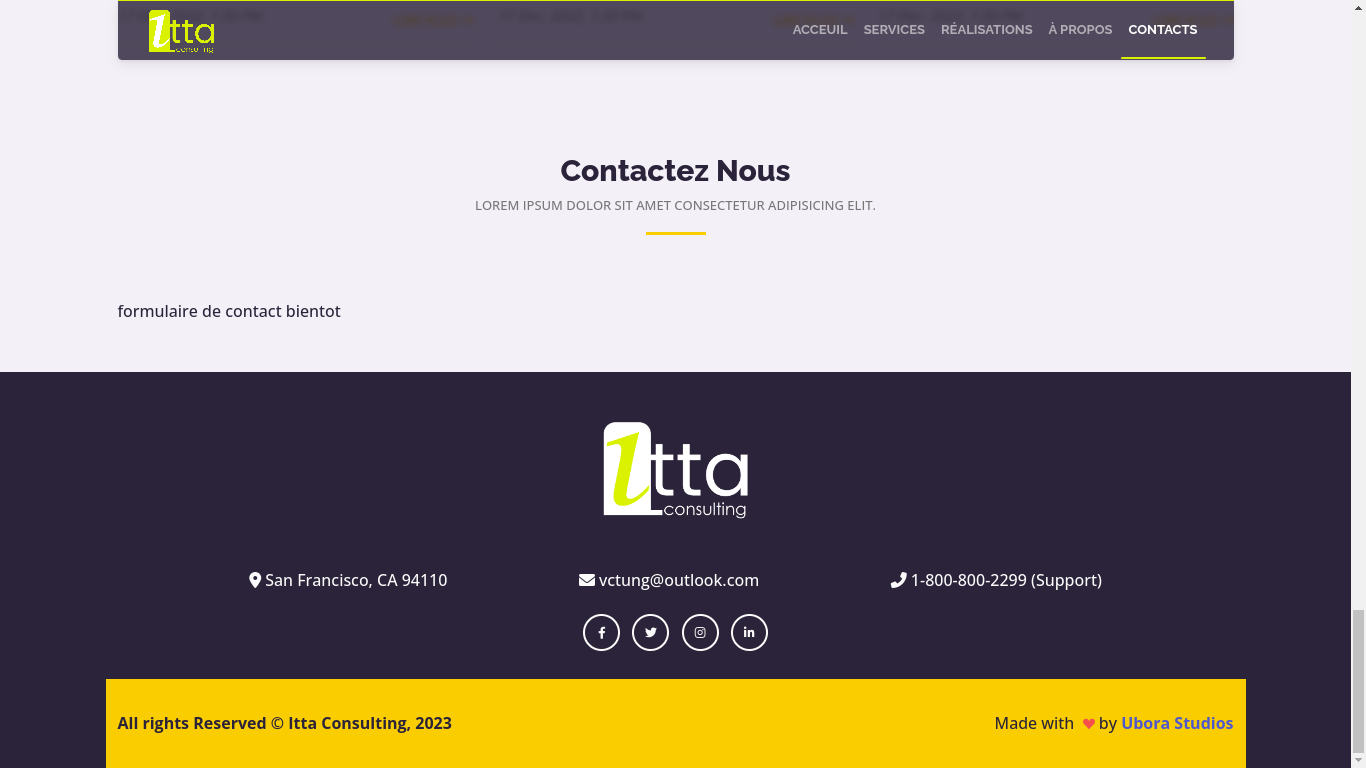 Itta
consulting
ACCEUIL SERVICES RÉALISATIONS À PROPOS CONTACTS
Contactez Nous
LOREM IPSUM DOLOR SIT AMET CONSECTETUR ADIPISICING ELIT.
formulaire de contact bientot
Itta
consulting
San Francisco, CA 94110 vctung@outlook.com 1-800-800-2299 (Support)
All rights Reserved © Itta Consulting, 2023 Made with ❤ by Ubora Studios